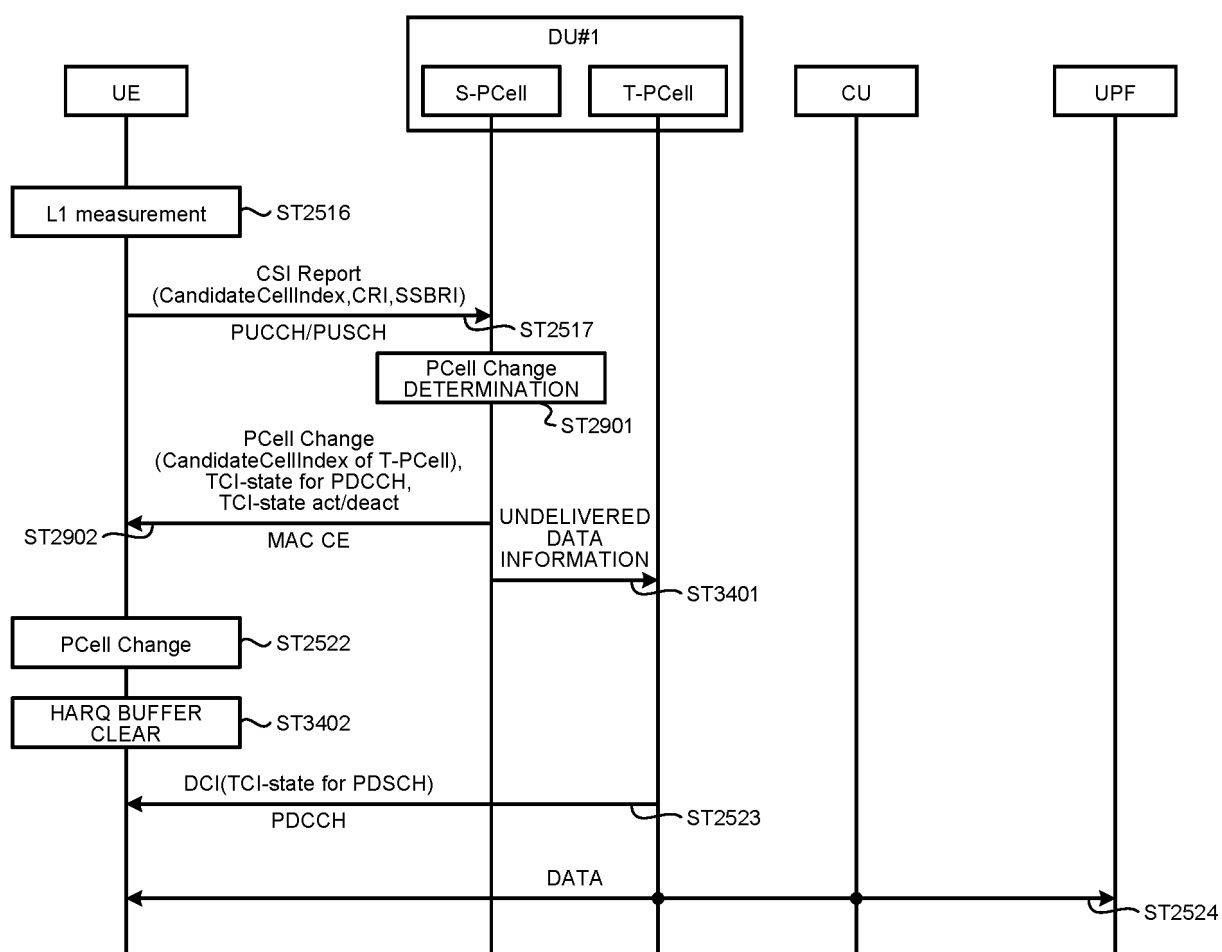 DU#1
UE
S-PCell
T-PCell
CU
UPF
L1 measurement
ST2516
CSI Report
(CandidateCellIndex,CRI,SSBRI)
PUCCH/PUSCH
ST2517
PCell Change
DETERMINATION
ST2901
PCell Change
(CandidateCellIndex of T-PCell),
TCI-state for PDCCH,
TCI-state act/deact
MAC CE
ST2902
UNDELIVERED
DATA
INFORMATION
ST3401
PCell Change
ST2522
HARQ BUFFER
CLEAR
ST3402
DCI(TCI-state for PDSCH)
PDCCH
ST2523
DATA
ST2524